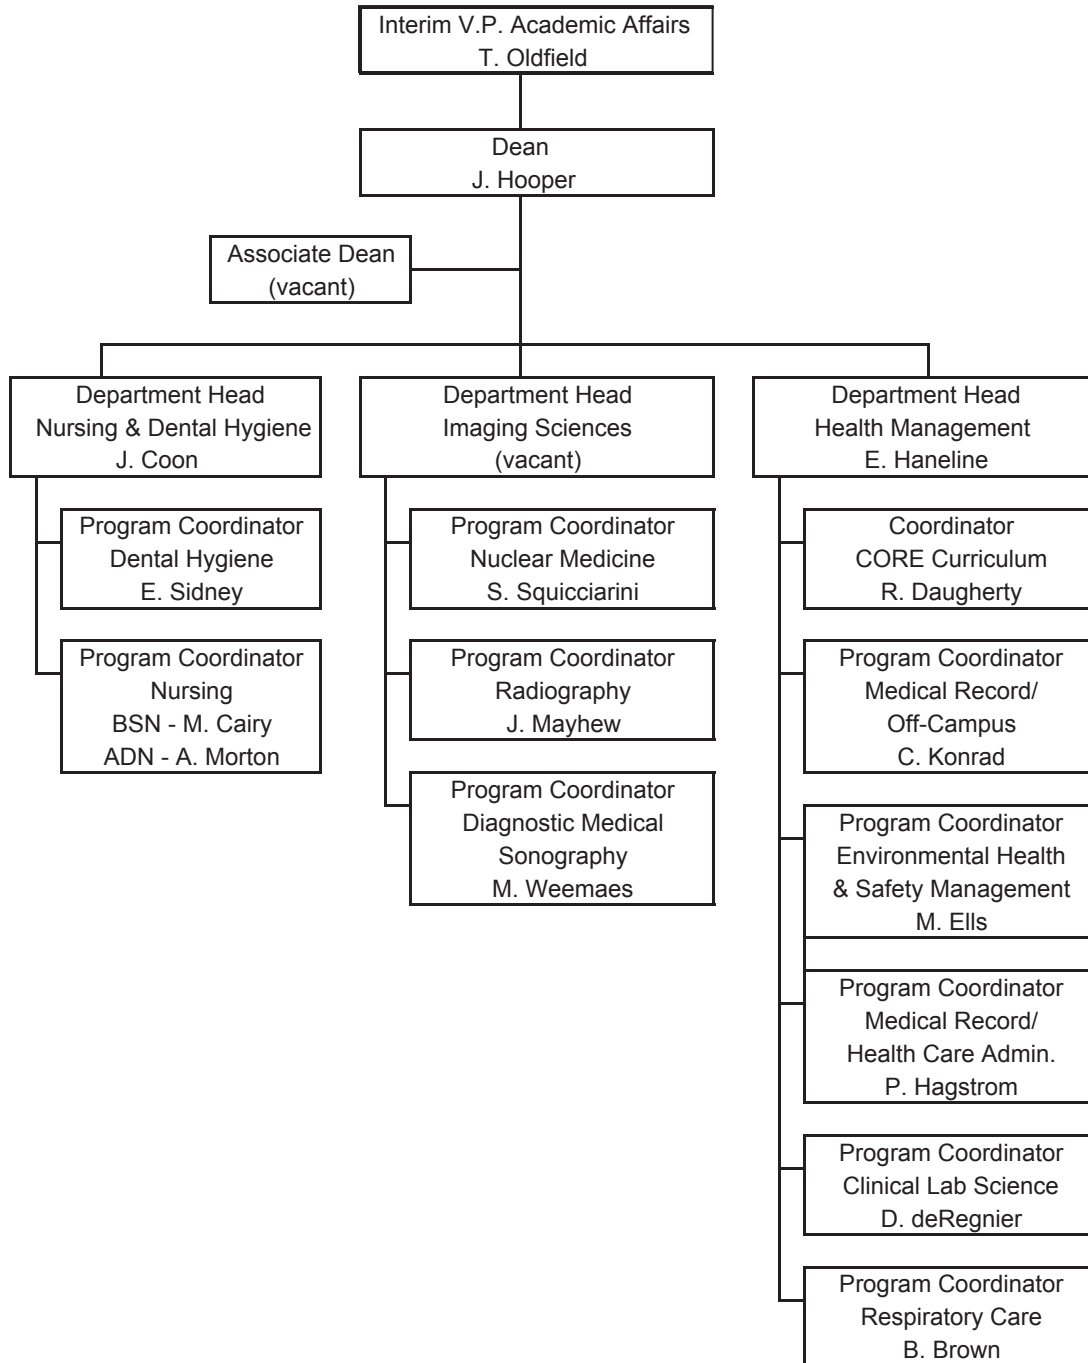 Interim V.P. Academic Affairs
T. Oldfield
Dean
J. Hooper
Associate Dean
(vacant)
Department Head
Nursing & Dental Hygiene
J. Coon
Program Coordinator
Dental Hygiene
E. Sidney
Program Coordinator
Nursing
BSN - M. Cairy
ADN - A. Morton
Department Head
Imaging Sciences
(vacant)
Program Coordinator
Nuclear Medicine
S. Squicciarini
Program Coordinator
Radiography
J. Mayhew
Program Coordinator
Diagnostic Medical
Sonography
M. Weemaes
Department Head
Health Management
E. Haneline
Coordinator
CORE Curriculum
R. Daugherty
Program Coordinator
Medical Record/
Off-Campus
C. Konrad
Program Coordinator
Environmental Health
& Safety Management
M. Ells
Program Coordinator
Medical Record/
Health Care Admin.
P. Hagstrom
Program Coordinator
Clinical Lab Science
D. deRegnier
Program Coordinator
Respiratory Care
B. Brown